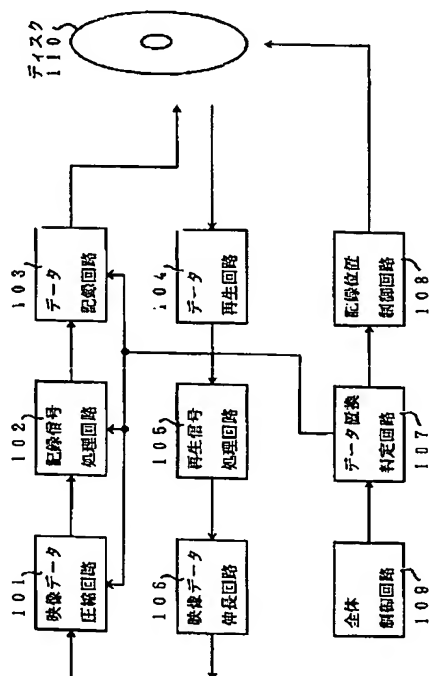 101
映像データ
圧縮回路
102
記録信号
処理回路
103
データ
記録回路
ディスク
110
106
映像データ
伸長回路
105
再生信号
処理回路
104
データ
再生回路
109
全体
制御回路
107
データ置換
判定回路
108
記録位置
制御回路